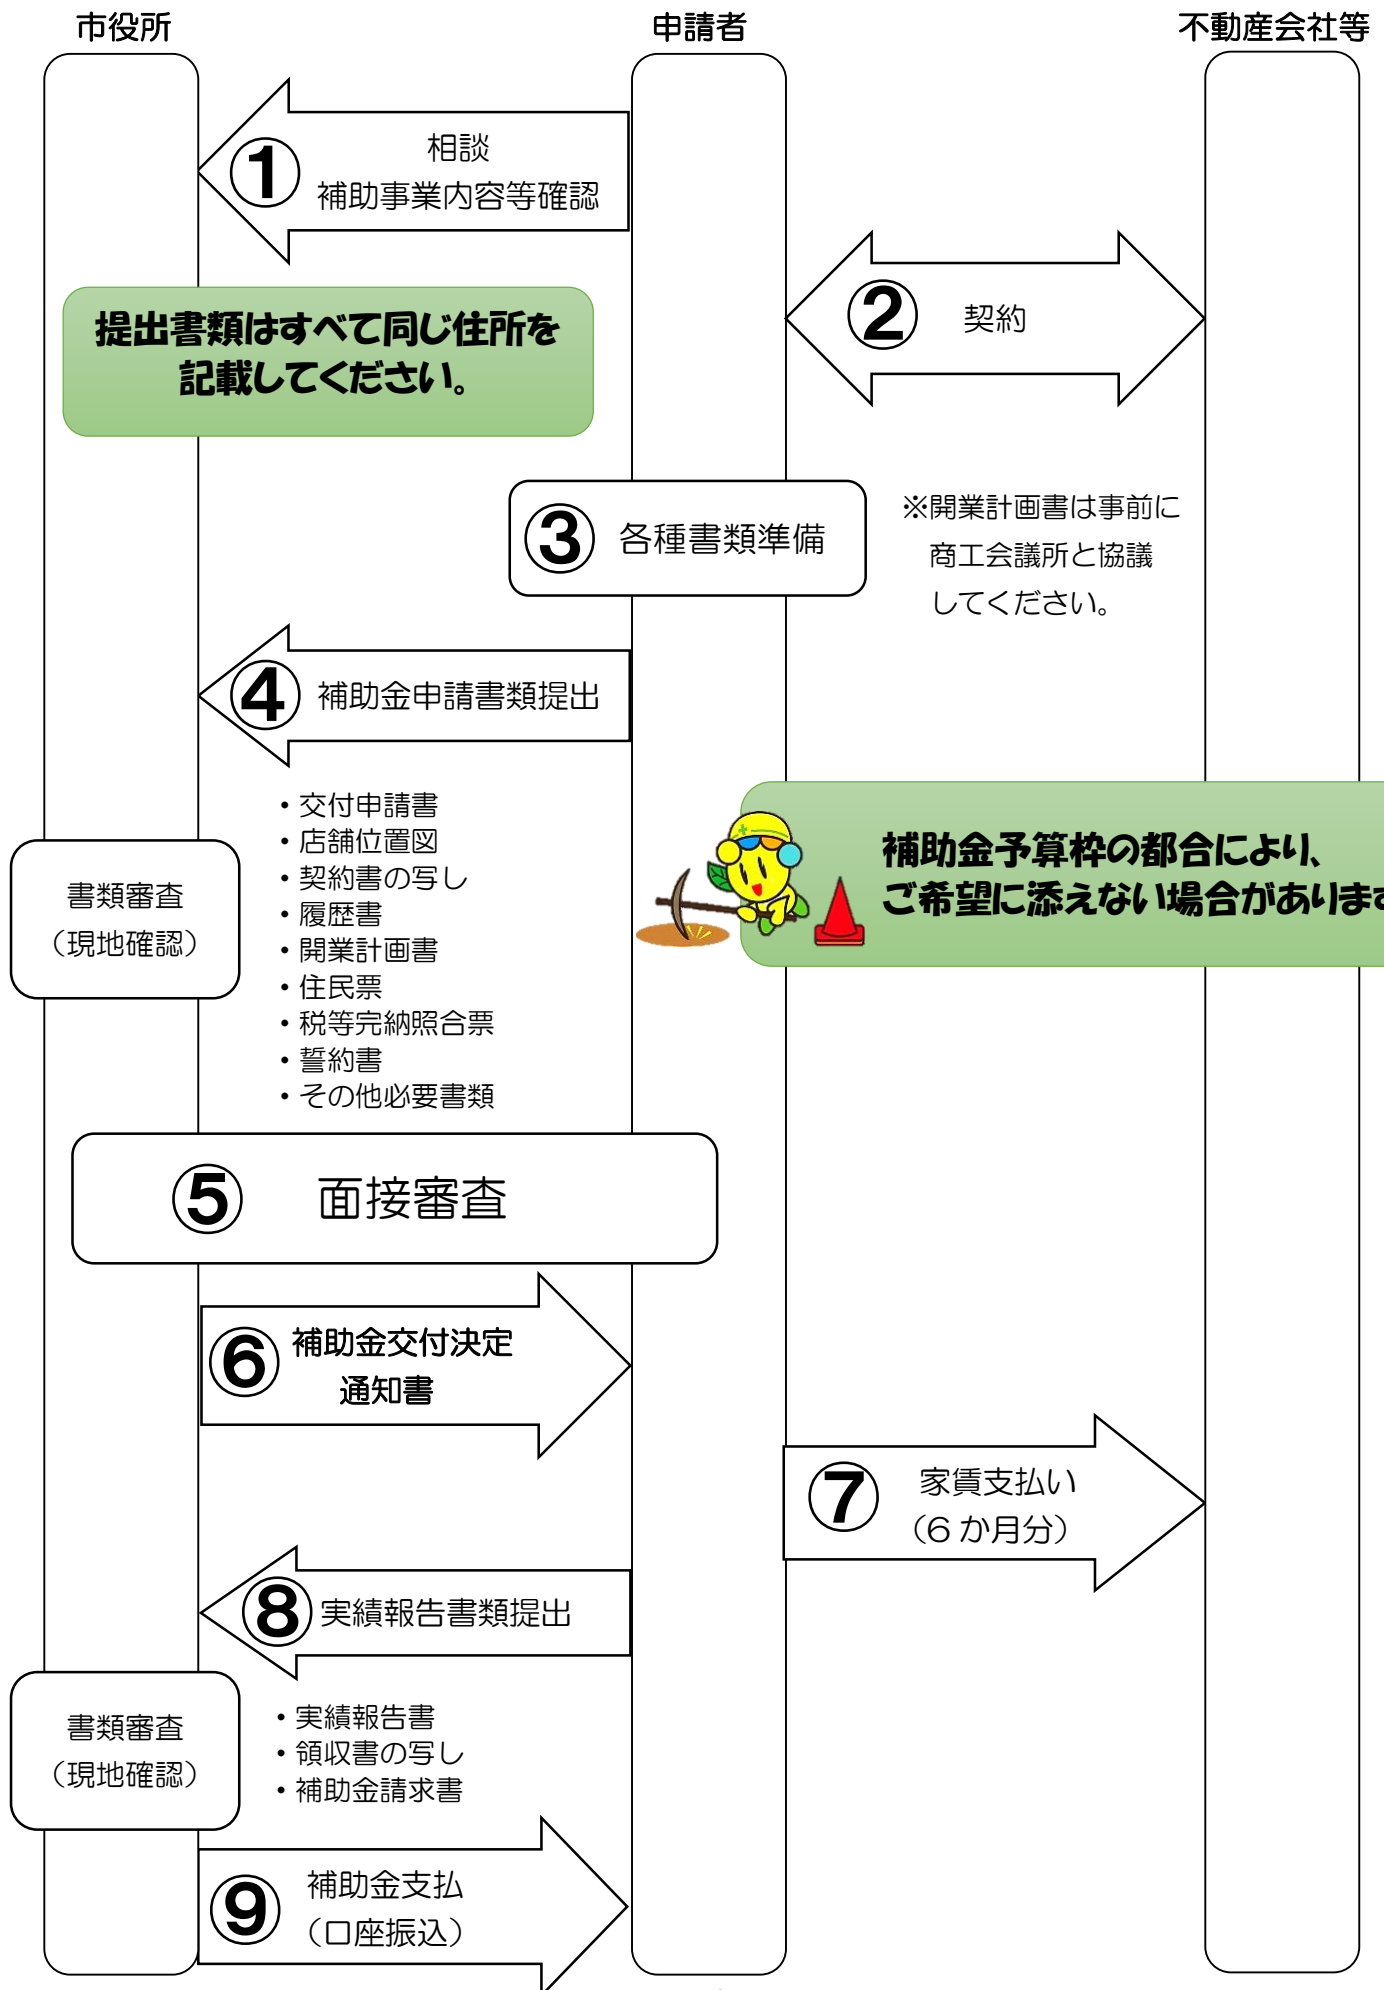 市役所
申請者
不動産会社等
①
相談
補助事業内容等確認
②
契約
提出書類はすべて同じ住所を
記載してください。
③
各種書類準備
※開業計画書は事前に
商工会議所と協議
してください。
④
補助金申請書類提出
・交付申請書
・店舗位置図
・契約書の写し
・履歴書
・開業計画書
・住民票
・税等完納照合票
・誓約書
・その他必要書類
書類審査
（現地確認）
補助金予算枠の都合により、
ご希望に添えない場合があります
⑤
面接審査
⑥
補助金交付決定
通知書
⑦
家賃支払い
（6か月分）
⑧
実績報告書類提出
・実績報告書
・領収書の写し
・補助金請求書
書類審査
（現地確認）
⑨
補助金支払
（口座振込）